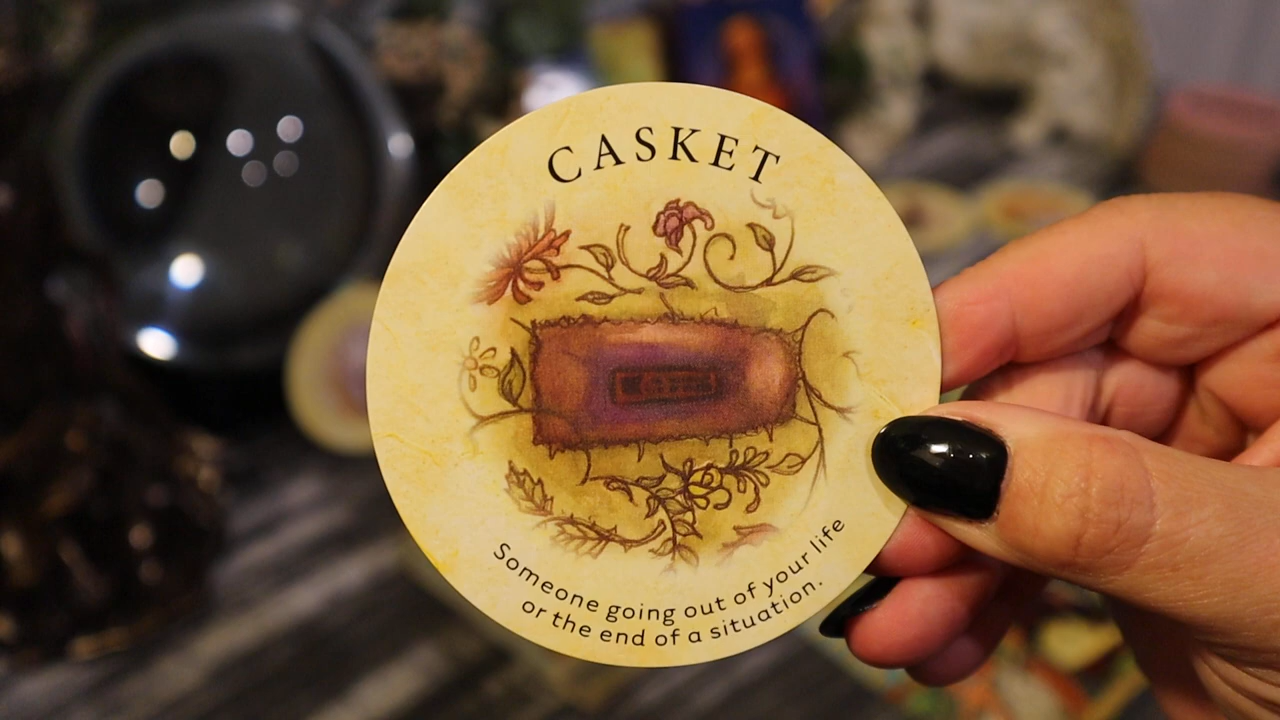 CASKET
Someone going out of your life
or the end of a situation.